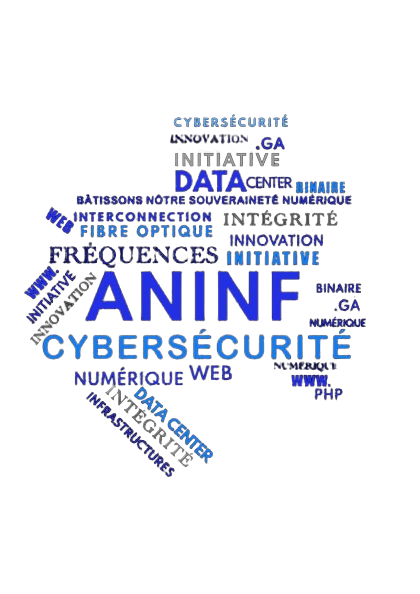 CYBERSÉCURITÉ
INNOVATION
.GA
INITIATIVE
DATA CENTER
BINAIRE
BÂTISSONS NÔTRE SOUVERAINETÉ NUMÉRIQUE
WEB
INTERCONNECTION
INTÉGRITÉ
FIBRE OPTIQUE
INNOVATION
FRÉQUENCES
INITIATIVE
WWW.
INITIATIVE
INNOVATION
ANINF
BINAIRE
.GA
NUMÉRIQUE
CYBERSÉCURITÉ
NUMÉRIQUE
NUMÉRIQUE
WEB
WWW.
PHP
DATA CENTER
INTÉGRITÉ
INFRASTRUCTURES